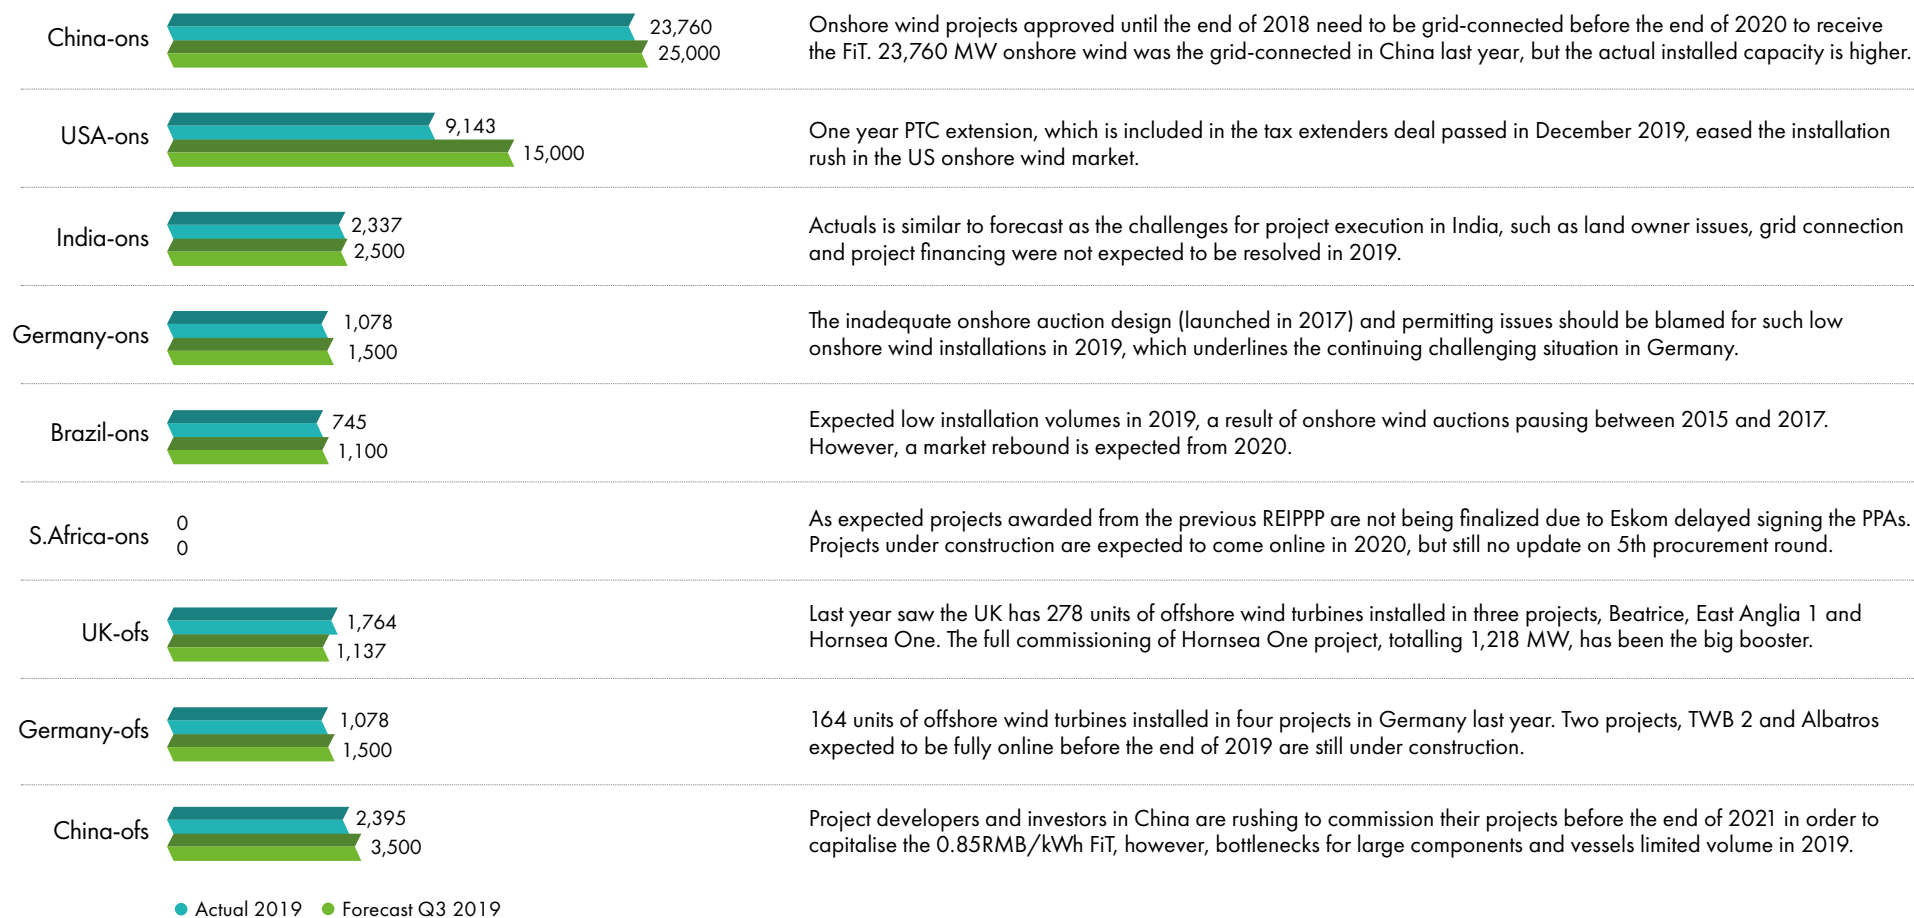 China-ons
23,760
25,000
Onshore wind projects approved until the end of 2018 need to be grid-connected before the end of 2020 to receive
the FiT. 23,760 MW onshore wind was the grid-connected in China last year, but the actual installed capacity is higher.
USA-ons
9,143
15,000
One year PTC extension, which is included in the tax extenders deal passed in December 2019, eased the installation
rush in the US onshore wind market.
India-ons
2,337
2,500
Actuals is similar to forecast as the challenges for project execution in India, such as land owner issues, grid connection
and project financing were not expected to be resolved in 2019.
Germany-ons
1,078
1,500
The inadequate onshore auction design (launched in 2017) and permitting issues should be blamed for such low
onshore wind installations in 2019, which underlines the continuing challenging situation in Germany.
Brazil-ons
745
1,100
Expected low installation volumes in 2019, a result of onshore wind auctions pausing between 2015 and 2017.
However, a market rebound is expected from 2020.
S.Africa-ons
0
0
As expected projects awarded from the previous REIPPP are not being finalized due to Eskom delayed signing the PPAs.
Projects under construction are expected to come online in 2020, but still no update on 5th procurement round.
UK-ofs
1,764
1,137
Last year saw the UK has 278 units of offshore wind turbines installed in three projects, Beatrice, East Anglia 1 and
Hornsea One. The full commissioning of Hornsea One project, totalling 1,218 MW, has been the big booster.
Germany-ofs
1,078
1,500
164 units of offshore wind turbines installed in four projects in Germany last year. Two projects, TWB 2 and Albatros
expected to be fully online before the end of 2019 are still under construction.
China-ofs
2,395
3,500
Project developers and investors in China are rushing to commission their projects before the end of 2021 in order to
capitalise the 0.85RMB/kWh FiT, however, bottlenecks for large components and vessels limited volume in 2019.
Actual 2019 Forecast Q3 2019